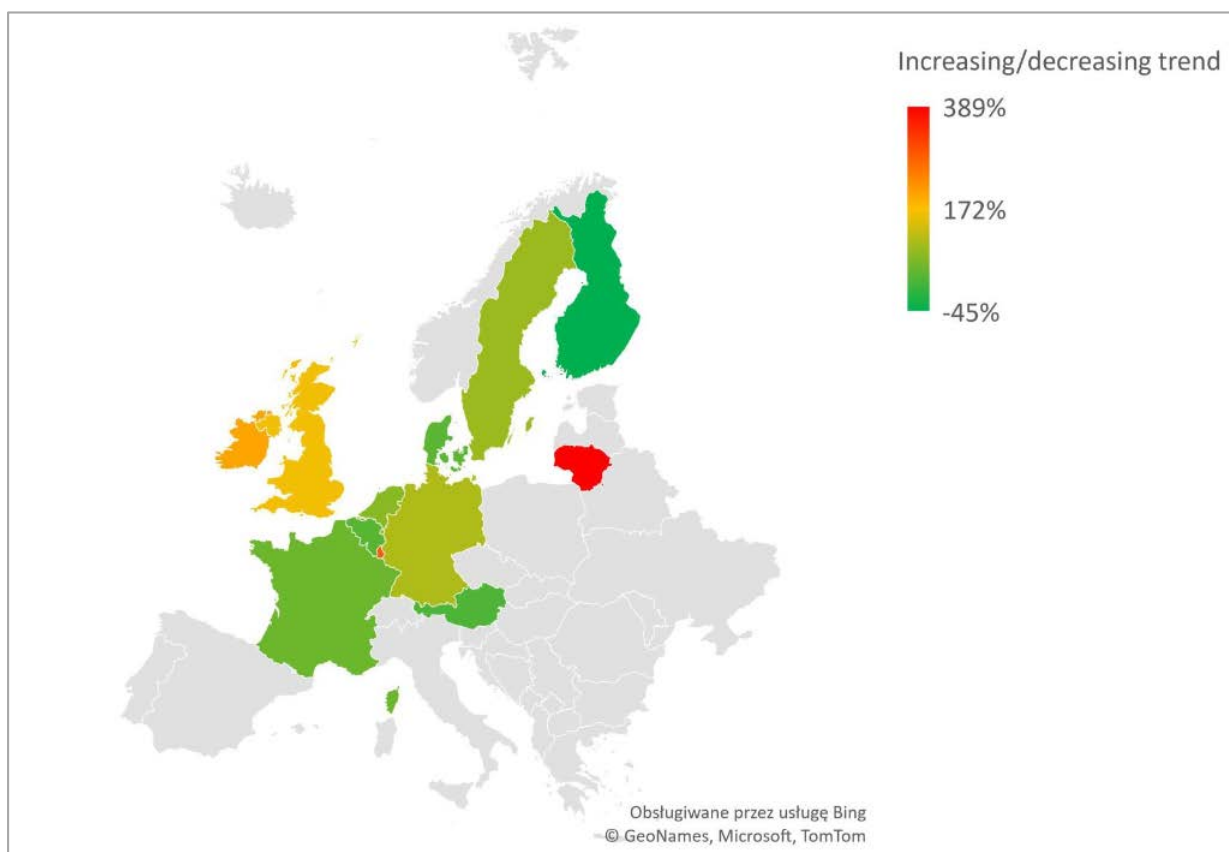 Increasing/decreasing trend
389%
172%
-45%
Obsługiwane przez usługę Bing
© GeoNames, Microsoft, TomTom